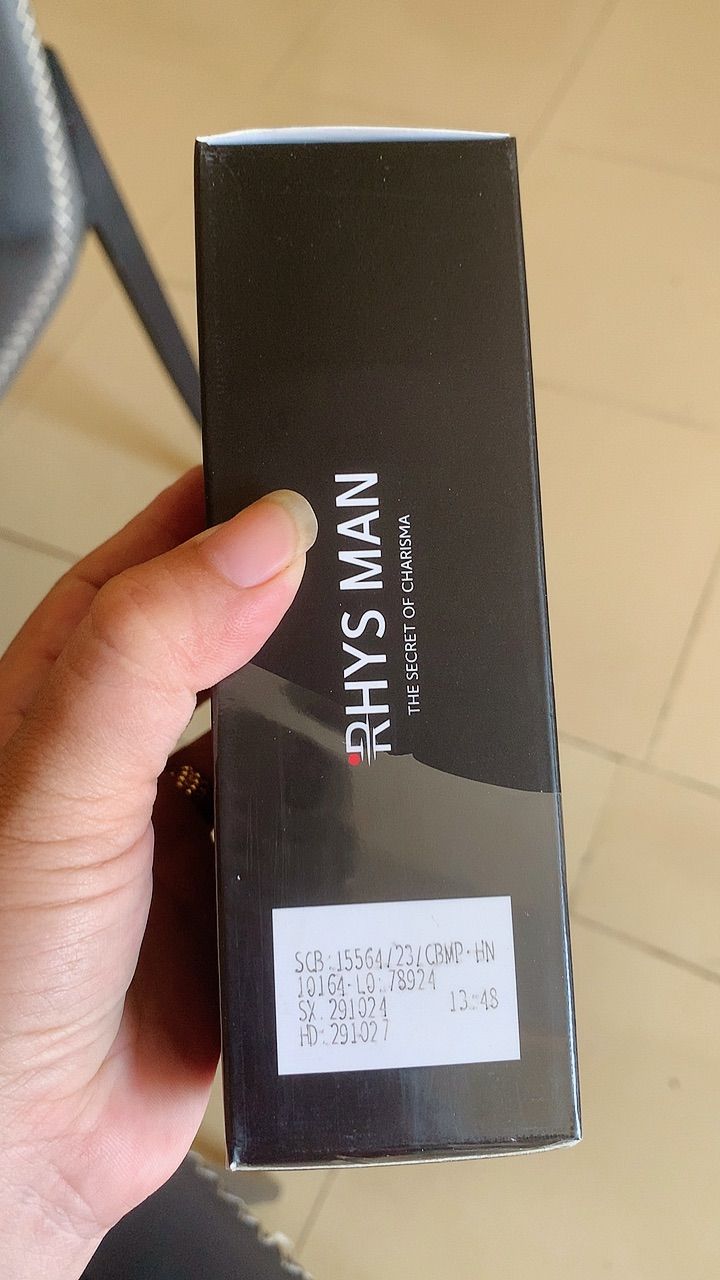 RHYS MAN
THE SECRET OF CHARISMA
SCB: 15564/23/CBMP-HN
10164-LO: 78924
SX: 291024 13:48
HD: 291027